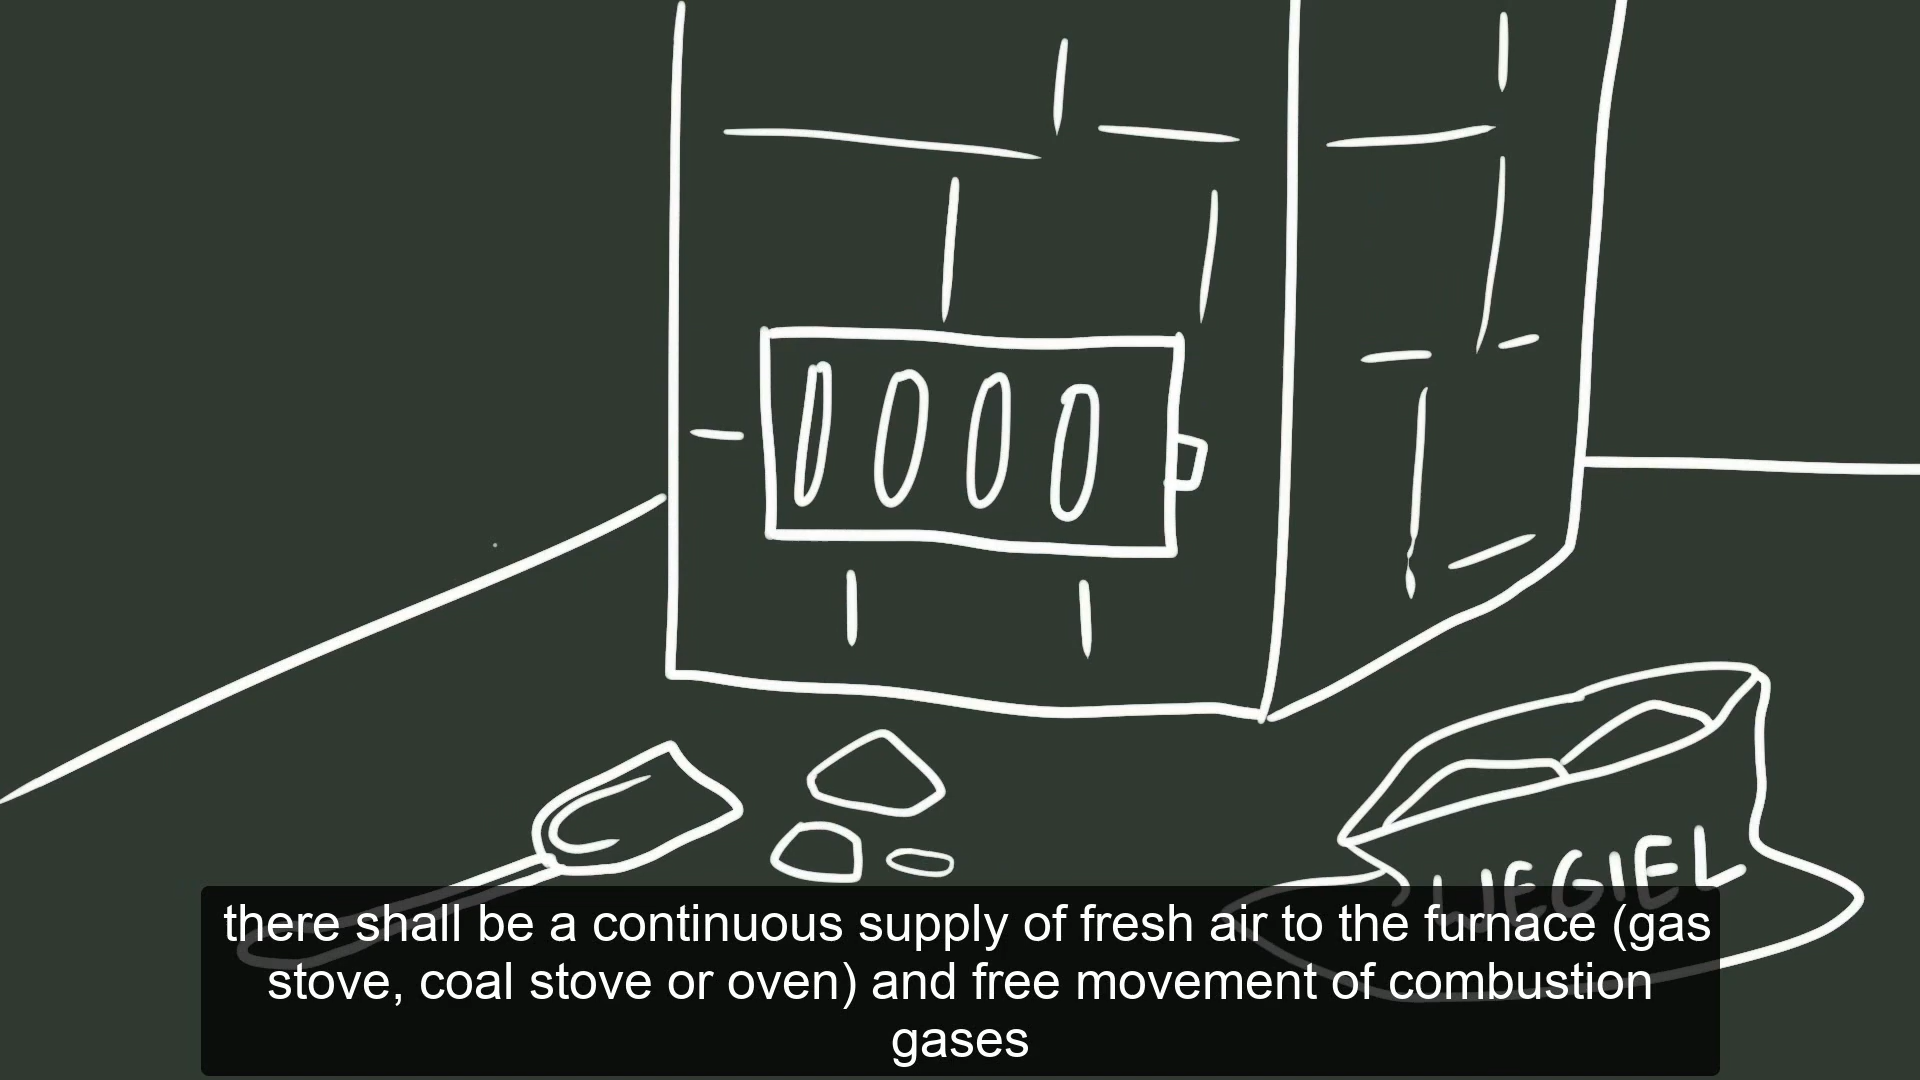 WĘGIEL
there shall be a continuous supply of fresh air to the furnace (gas
stove, coal stove or oven) and free movement of combustion
gases